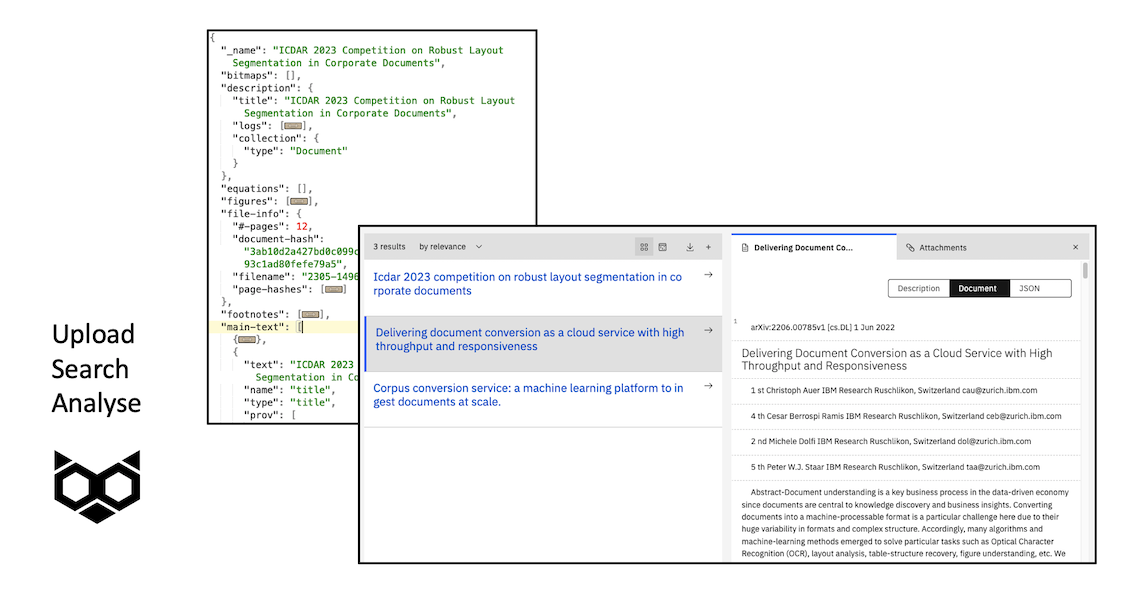 Upload
Search
Analyse
{
"_name": "ICDAR 2023 Competition on Robust Layout
Segmentation in Corporate Documents",
"bitmaps": [],
"description": {
"title": "ICDAR 2023 Competition on Robust Layout
Segmentation in Corporate Documents",
"logs": [],
"collection": {
"type": "Document"
}
},
"equations": [],
"figures": [],
"file-info": {
"#-pages": 12,
"document-hash":
"3ab10d2a427bd0c099c
93c1ad80fefe79a5",
"filename": "2305-1496
"page-hashes": []
},
"footnotes": [],
"main-text": [
{},
{
"text": "ICDAR 2023
Segmentation in Co
"name": "title",
"type": "title",
"prov": [
3 results by relevance
Icdar 2023 competition on robust layout segmentation in co
rporate documents
Delivering document conversion as a cloud service with high
throughput and responsiveness
Corpus conversion service: a machine learning platform to in
gest documents at scale.
Delivering Document Co...
Attachments
Description Document JSON
1
arXiv:2206.00785v1 [cs.DL] 1 Jun 2022
Delivering Document Conversion as a Cloud Service with High
Throughput and Responsiveness
1 st Christoph Auer IBM Research Ruschlikon, Switzerland cau@zurich.ibm.com
4 th Cesar Berrospi Ramis IBM Research Ruschlikon, Switzerland ceb@zurich.ibm.com
2 nd Michele Dolfi IBM Research Ruschlikon, Switzerland dol@zurich.ibm.com
5 th Peter W.J. Staar IBM Research Ruschlikon, Switzerland taa@zurich.ibm.com
Abstract-Document understanding is a key business process in the data-driven economy
since documents are central to knowledge discovery and business insights. Converting
documents into a machine-processable format is a particular challenge here due to their
huge variability in formats and complex structure. Accordingly, many algorithms and
machine-learning methods emerged to solve particular tasks such as Optical Character
Recognition (OCR), layout analysis, table-structure recovery, figure understanding, etc. We